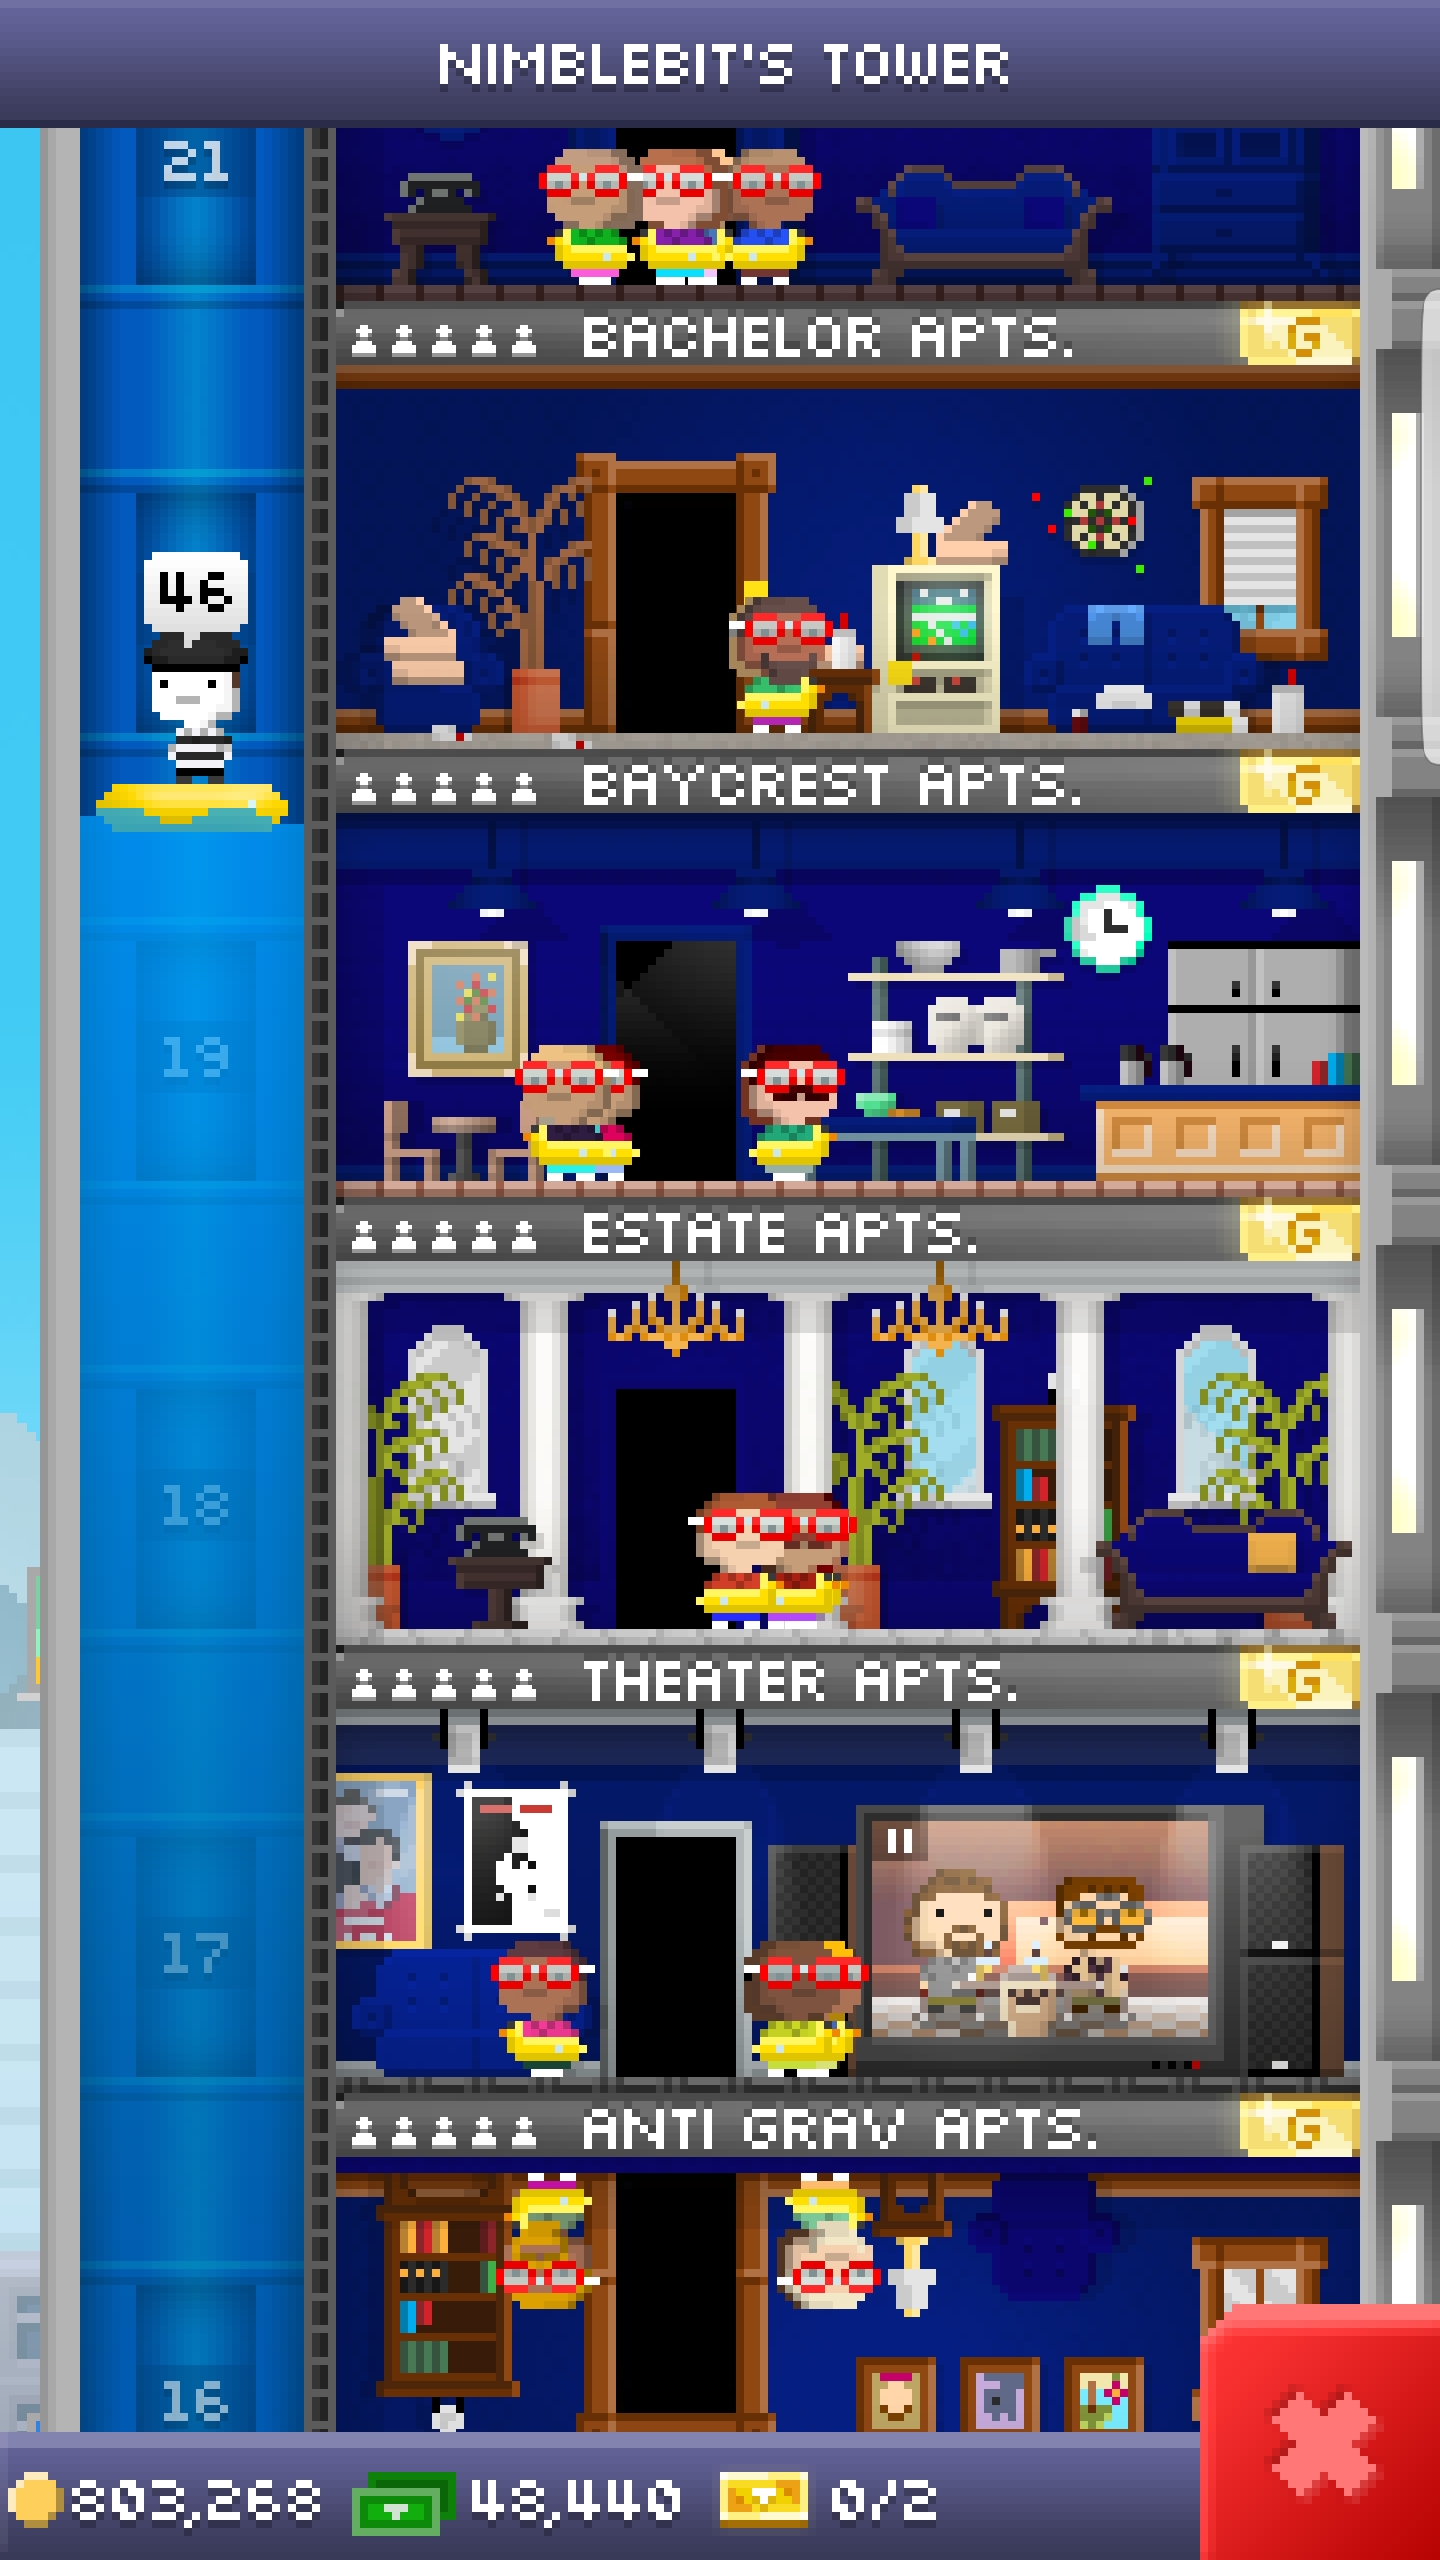 NIMBLEBIT'S TOWER
21
BACHELOR APTS. G
46
BAYCREST APTS. G
19
ESTATE APTS. G
18
THEATER APTS. G
17
ANTI GRAV APTS. G
16
803,268 48,440 0/2